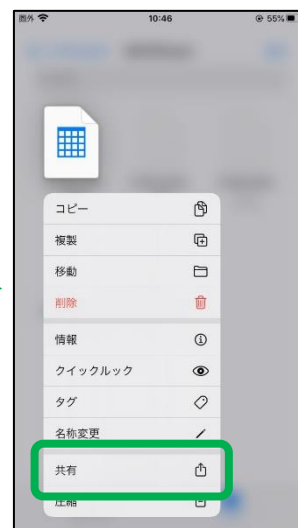 圏外 10:46 55%
コピー
複製
移動
削除
情報
クイックルック
タグ
名称変更
共有
圧縮